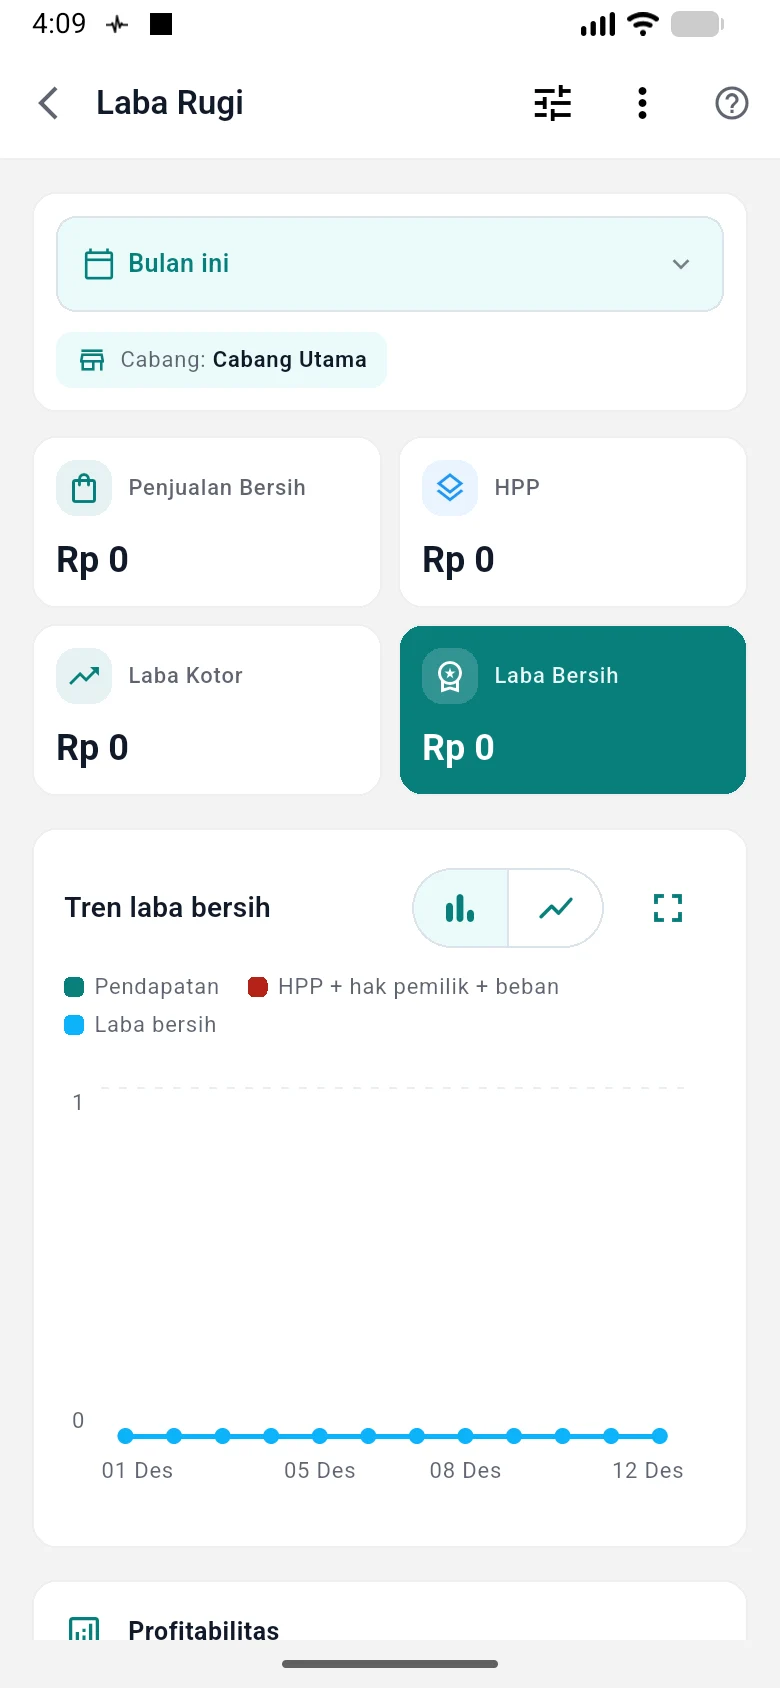 4:09
Laba Rugi
Bulan ini
Cabang: Cabang Utama
Penjualan Bersih
Rp 0
HPP
Rp 0
Laba Kotor
Rp 0
Laba Bersih
Rp 0
Tren laba bersih
Pendapatan
HPP + hak pemilik + beban
Laba bersih
1
0
01 Des
05 Des
08 Des
12 Des
Profitabilitas